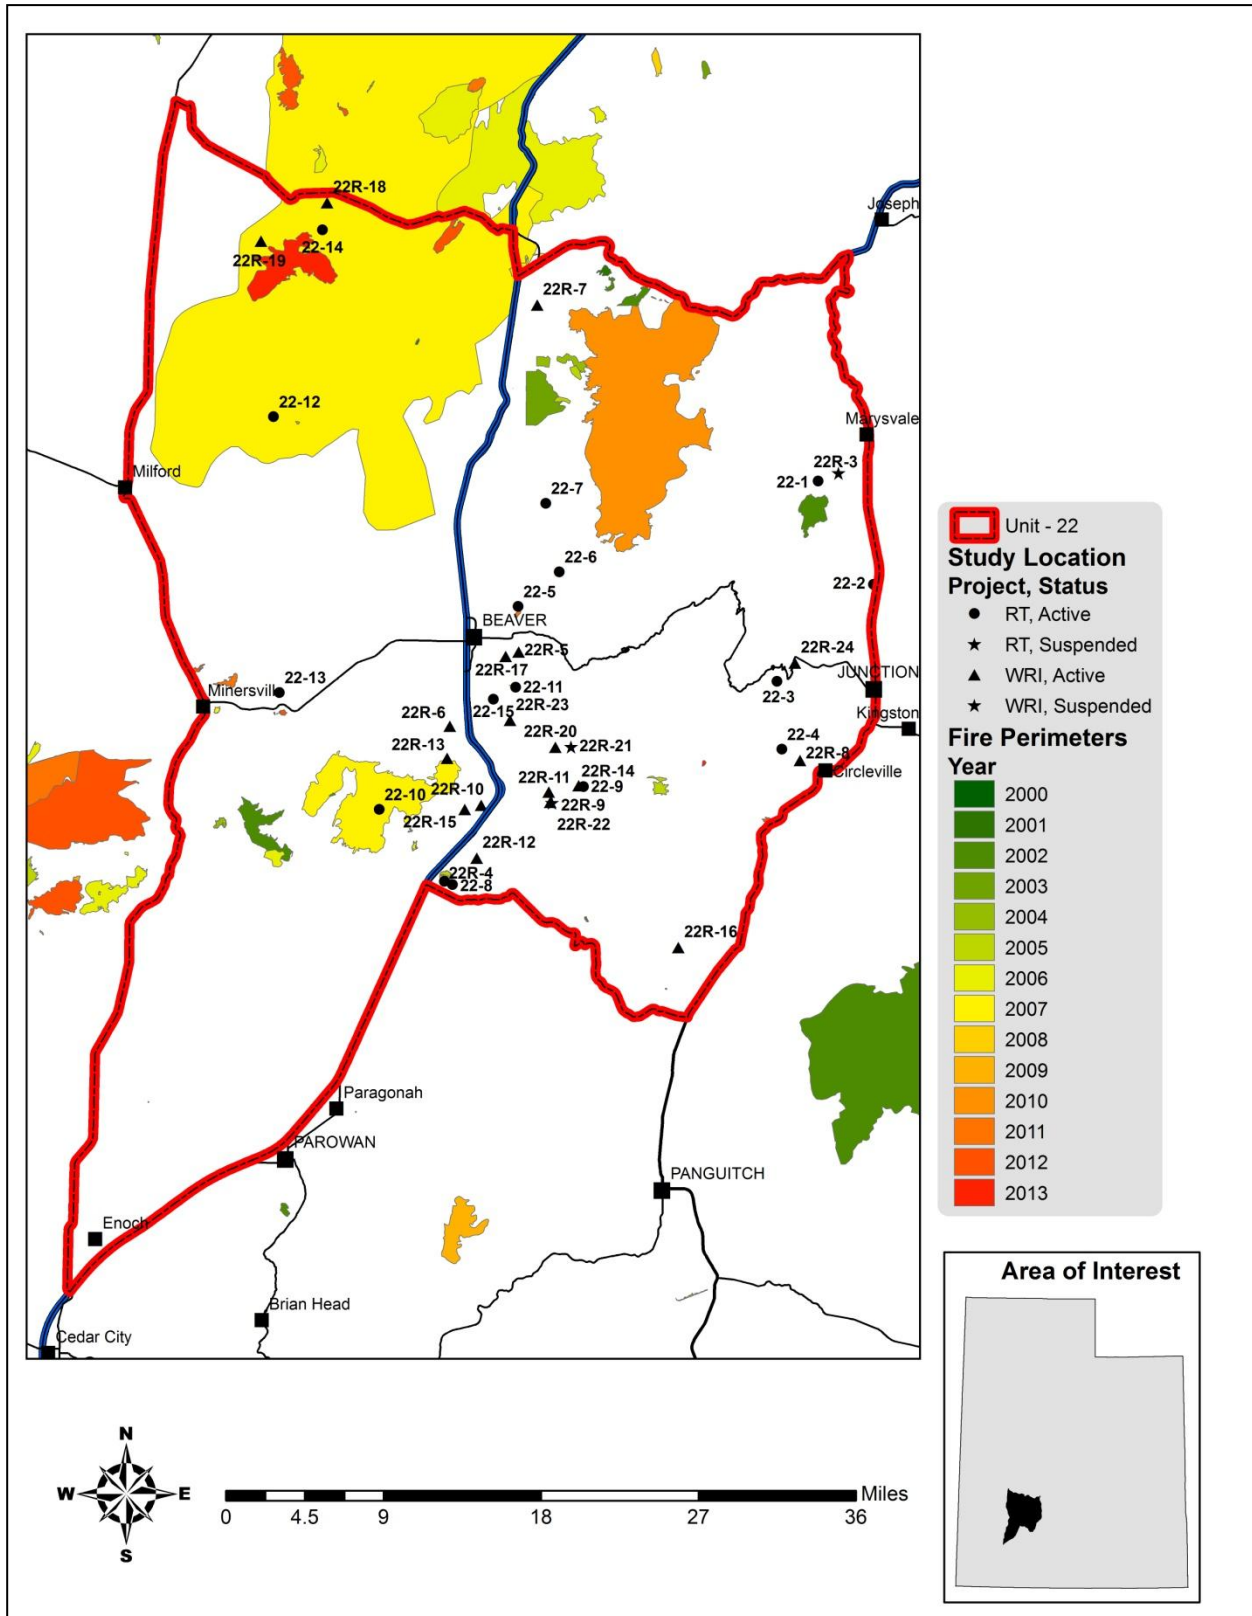 22R-18
Joseph
22-14
22R-19
22R-7
22-12
Marysvale
Milford
22R-3
22-1
22-7
22-6
22-2
22-5
BEAVER
22R-5
22R-24
22R-17
22-13
22-11
22-3
JUNCTION
Minersvill
22-15
22R-23
Kingston
22R-6
22R-20
22R-21
22-4
22R-13
22R-8
22R-11
22R-14
Circleville
22-9
22-10
22R-10
22R-9
22R-15
22R-22
22R-12
22R-4
22-8
22R-16
Paragonah
PAROWAN
PANGUITCH
Enoch
Brian Head
Cedar City
Unit - 22
Study Location
Project, Status
RT, Active
RT, Suspended
WRI, Active
WRI, Suspended
Fire Perimeters
Year
2000
2001
2002
2003
2004
2005
2006
2007
2008
2009
2010
2011
2012
2013
Area of Interest
N
W E
S
Miles
0 4.5 9 18 27 36